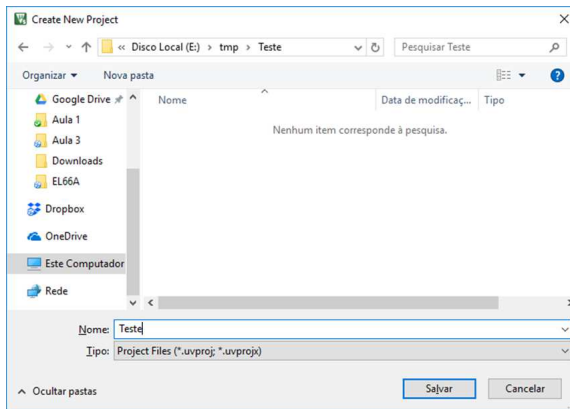 Create New Project
« Disco Local (E:) › tmp › Teste
Pesquisar Teste
Organizar
Nova pasta
Google Drive
Aula 1
Aula 3
Downloads
EL66A
Dropbox
OneDrive
Este Computador
Rede
Nome
Data de modificaç...
Tipo
Nenhum item corresponde à pesquisa.
Nome: Teste
Tipo: Project Files (*.uvproj; *.uvprojx)
Ocultar pastas
Salvar
Cancelar